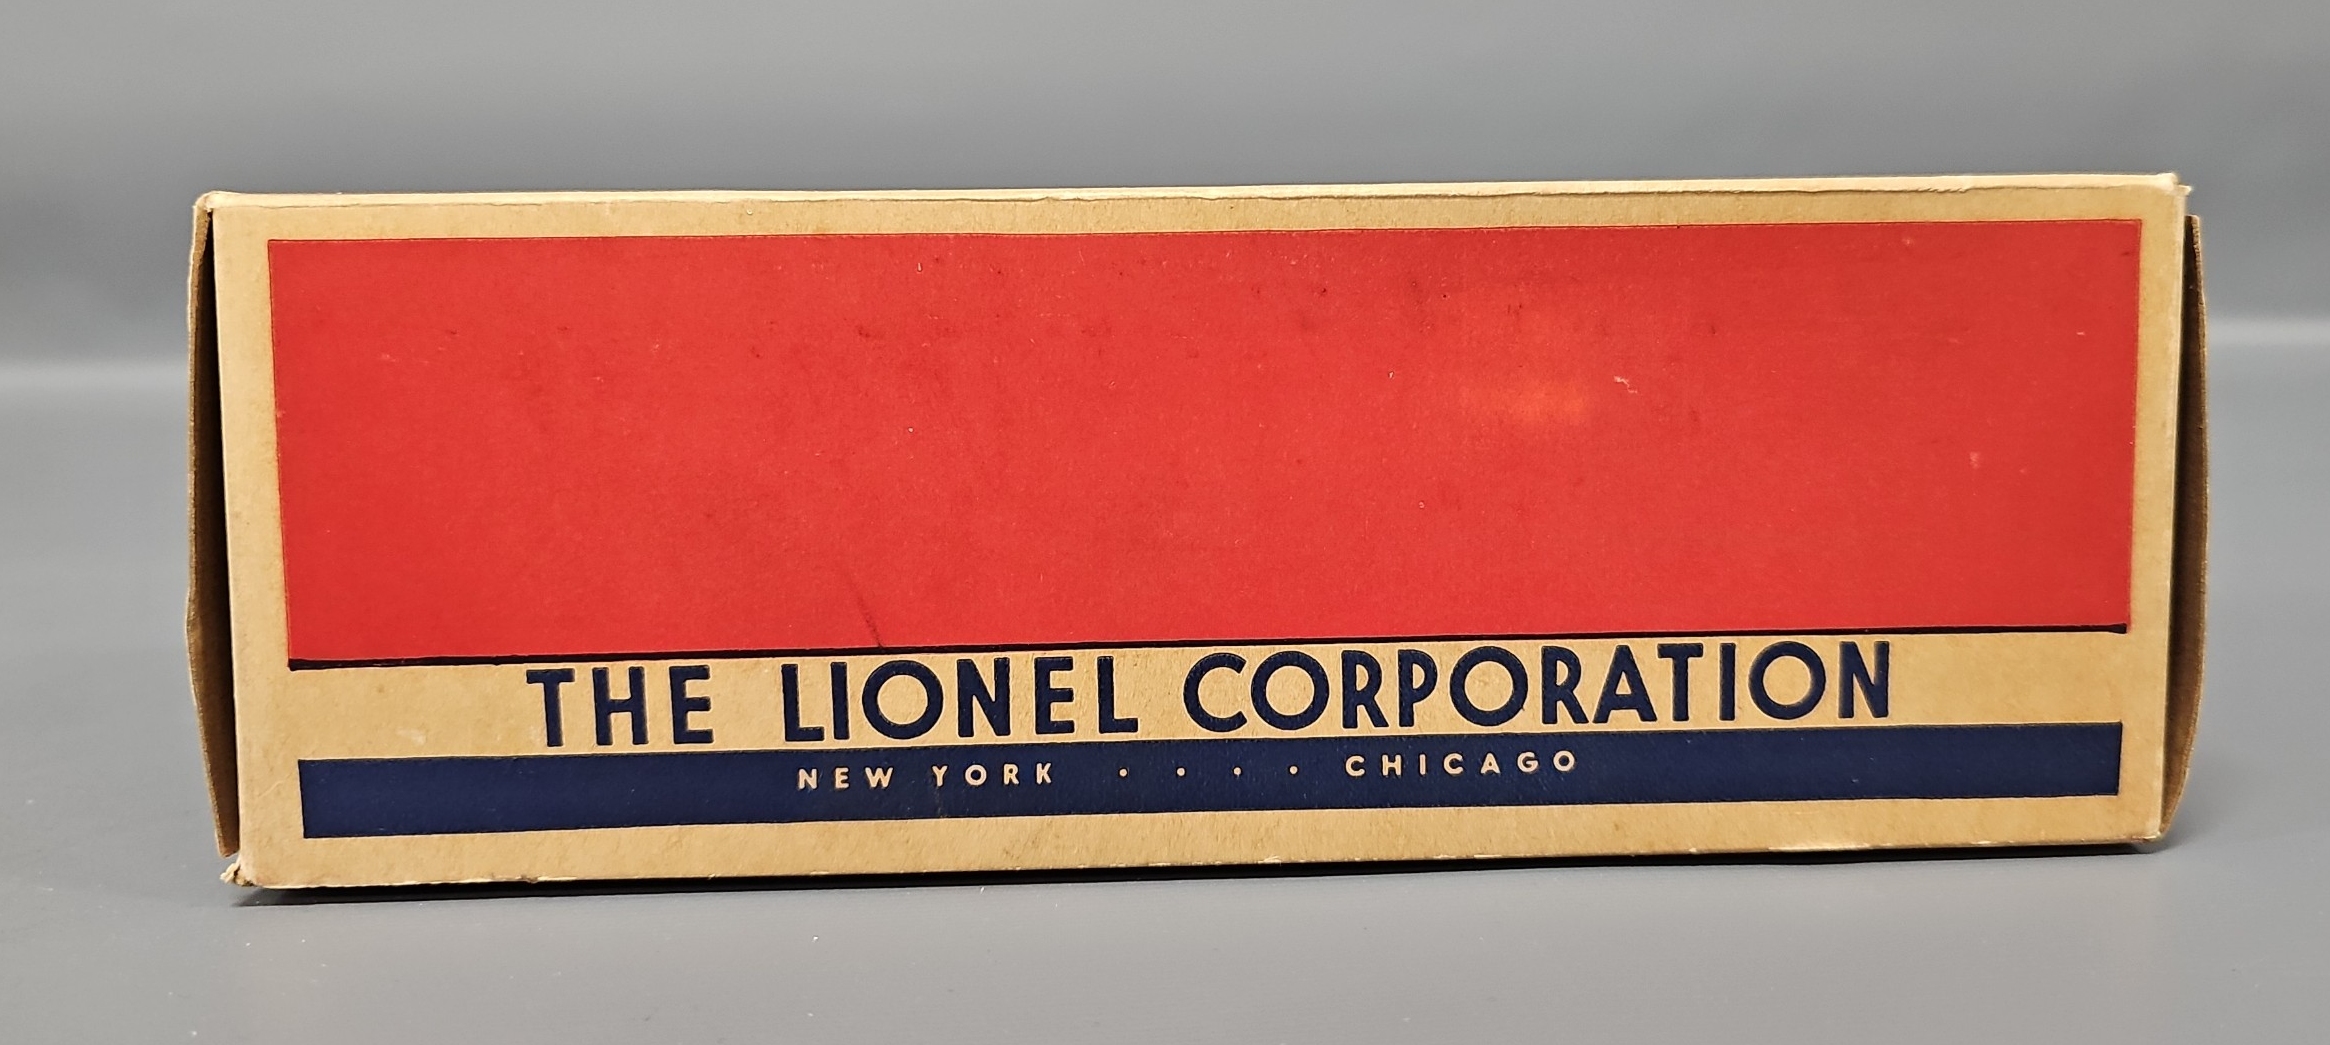 THE LIONEL CORPORATION
NEW YORK . . . . CHICAGO